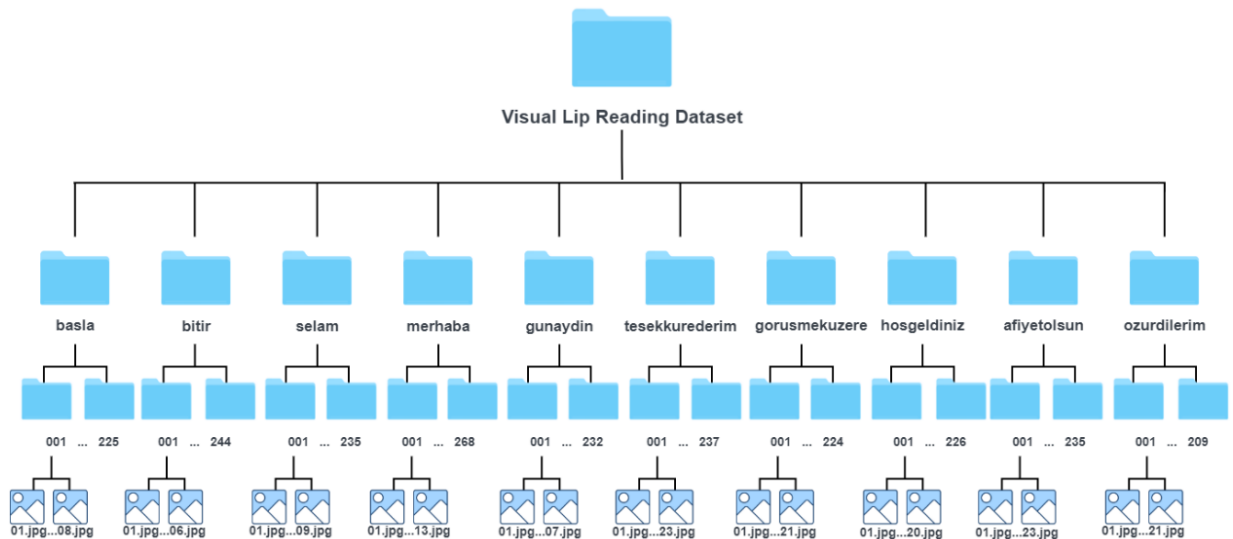 Visual Lip Reading Dataset
basla bitir selam merhaba gunaydin tesekkurederim gorusmekuzere hosgeldiniz afiyetolsun ozurdilerim
001 ... 225 001 ... 244 001 ... 235 001 ... 268 001 ... 232 001 ... 237 001 ... 224 001 ... 226 001 ... 235 001 ... 209
01.jpg...08.jpg 01.jpg...06.jpg 01.jpg...09.jpg 01.jpg...13.jpg 01.jpg...07.jpg 01.jpg...23.jpg 01.jpg...21.jpg 01.jpg...20.jpg 01.jpg...23.jpg 01.jpg...21.jpg